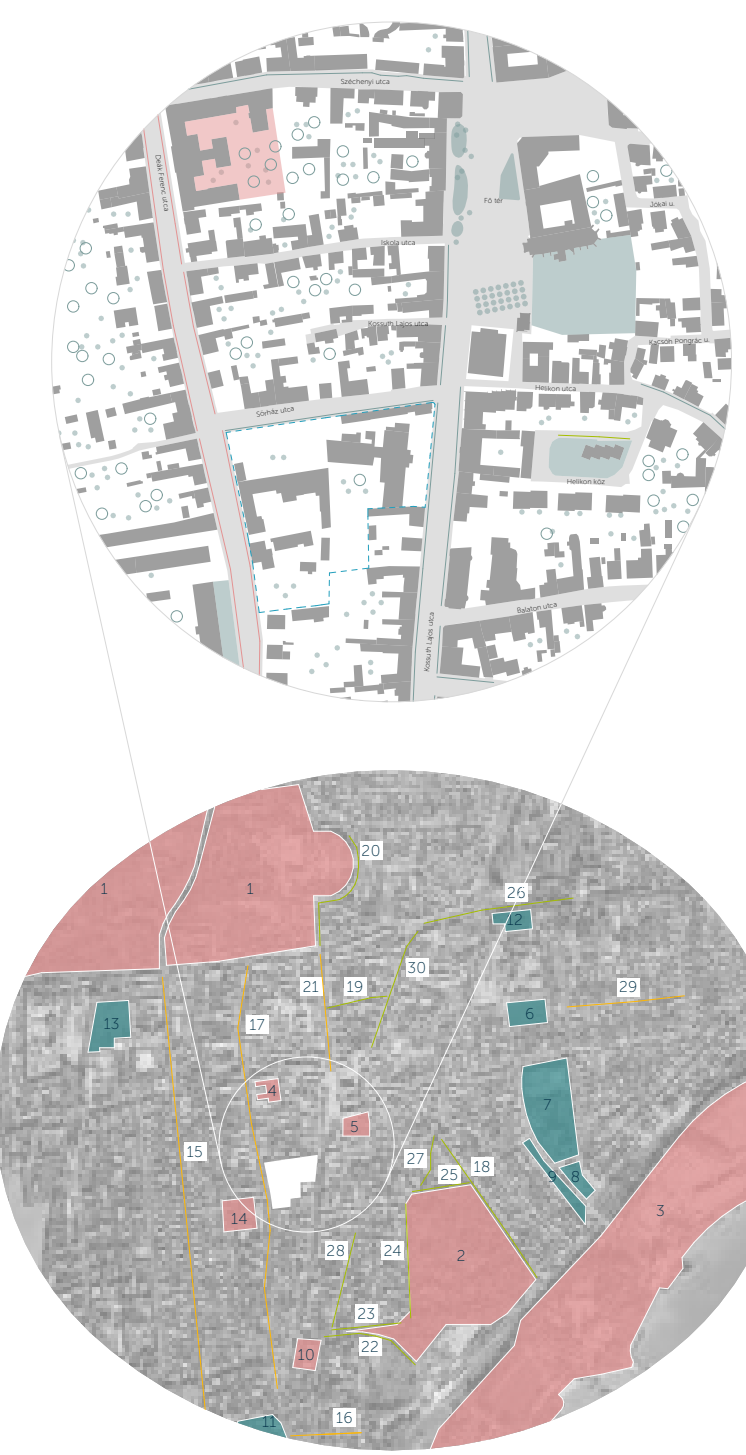 Széchenyi utca
Deák Ferenc utca
Fő tér
Jókai u.
Iskola utca
Kossuth Lajos utca
Kacsóh Pongrác u.
Helikon utca
Sörház utca
Helikon köz
Balaton utca
Kossuth Lajos utca
20
1
1
26
12
30
21
19
29
6
13
17
4
7
5
15
27
18
25
8
9
14
3
28
24
2
23
22
10
16
11